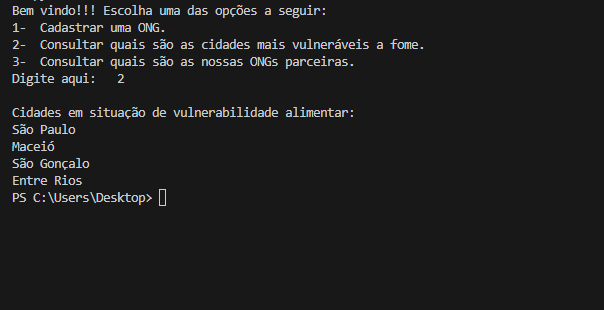 Bem vindo!!! Escolha uma das opções a seguir:
1-  Cadastrar uma ONG.
2-  Consultar quais são as cidades mais vulneráveis a fome.
3-  Consultar quais são as nossas ONGs parceiras.
Digite aqui:   2
Cidades em situação de vulnerabilidade alimentar:
São Paulo
Maceió
São Gonçalo
Entre Rios
PS C:\Users\Desktop>